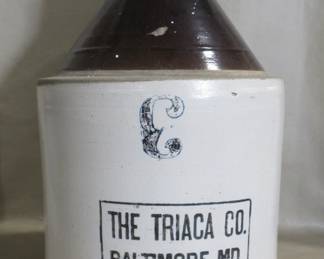 C
THE TRIACA CO.
BALTIMORE MD.